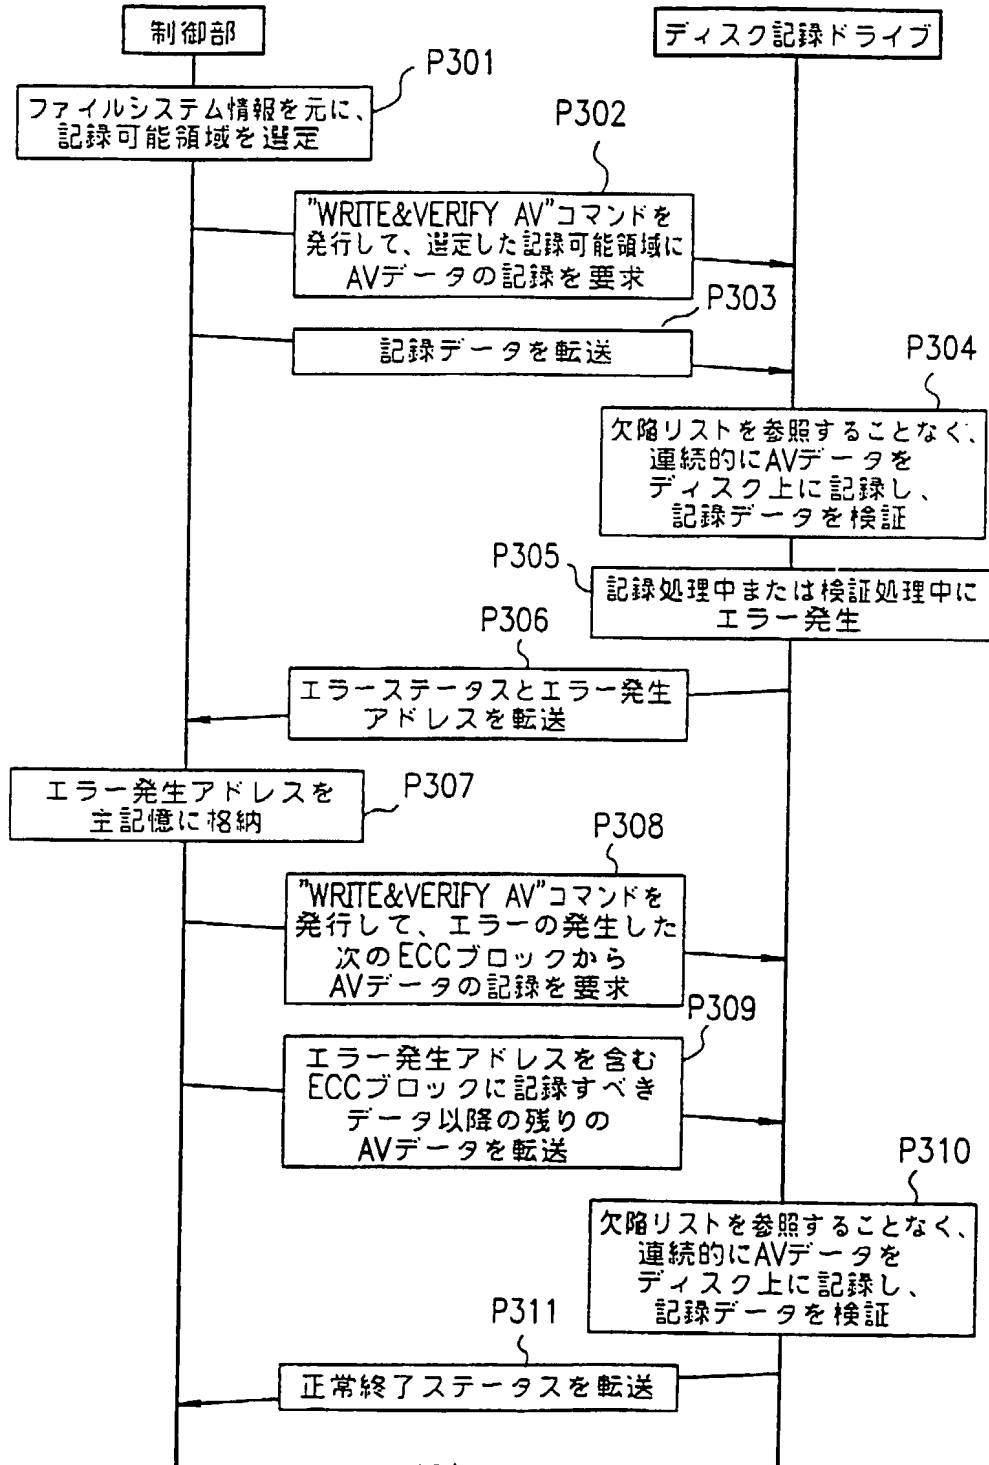 制御部
ディスク記録ドライブ
P301
ファイルシステム情報を元に、
記録可能領域を選定
P302
"WRITE&VERIFY AV"コマンドを
発行して、選定した記録可能領域に
AVデータの記録を要求
P303
記録データを転送
P304
欠陥リストを参照することなく、
連続的にAVデータを
ディスク上に記録し、
記録データを検証
P305
記録処理中または検証処理中に
エラー発生
P306
エラーステータスとエラー発生
アドレスを転送
P307
エラー発生アドレスを
主記憶に格納
P308
"WRITE&VERIFY AV"コマンドを
発行して、エラーの発生した
次のECCブロックから
AVデータの記録を要求
P309
エラー発生アドレスを含む
ECCブロックに記録すべき
データ以降の残りの
AVデータを転送
P310
欠陥リストを参照することなく、
連続的にAVデータを
ディスク上に記録し、
記録データを検証
P311
正常終了ステータスを転送